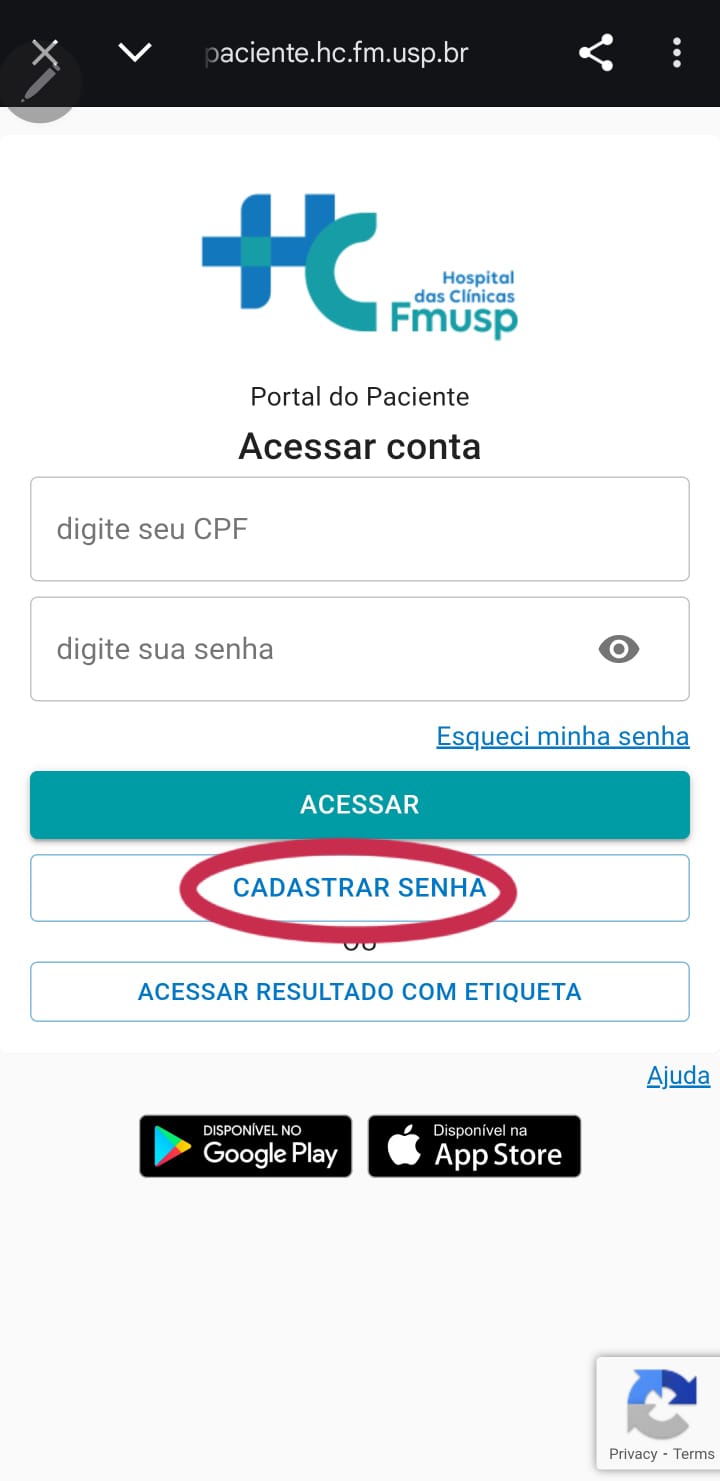 paciente.hc.fm.usp.br
HC
Hospital
das Clínicas
Fmusp
Portal do Paciente
Acessar conta
digite seu CPF
digite sua senha
Esqueci minha senha
ACESSAR
CADASTRAR SENHA
ou
ACESSAR RESULTADO COM ETIQUETA
Ajuda
DISPONÍVEL NO
Google Play
Disponível na
App Store
Privacy - Terms